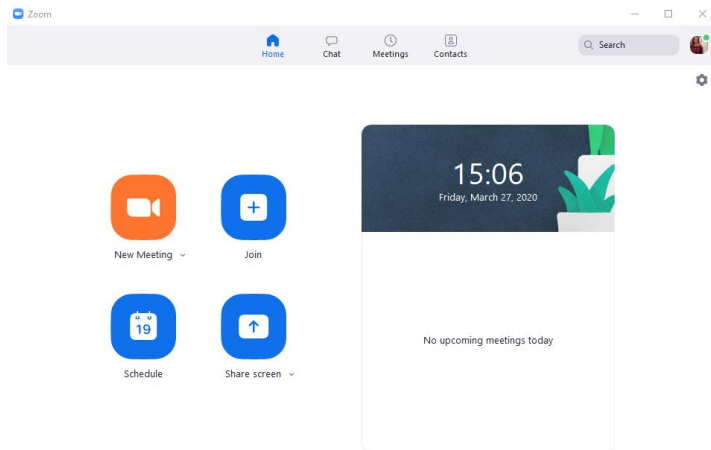 Zoom
Home
Chat
Meetings
Contacts
Search
15:06
Friday, March 27, 2020
New Meeting
Join
19
Schedule
Share screen
No upcoming meetings today